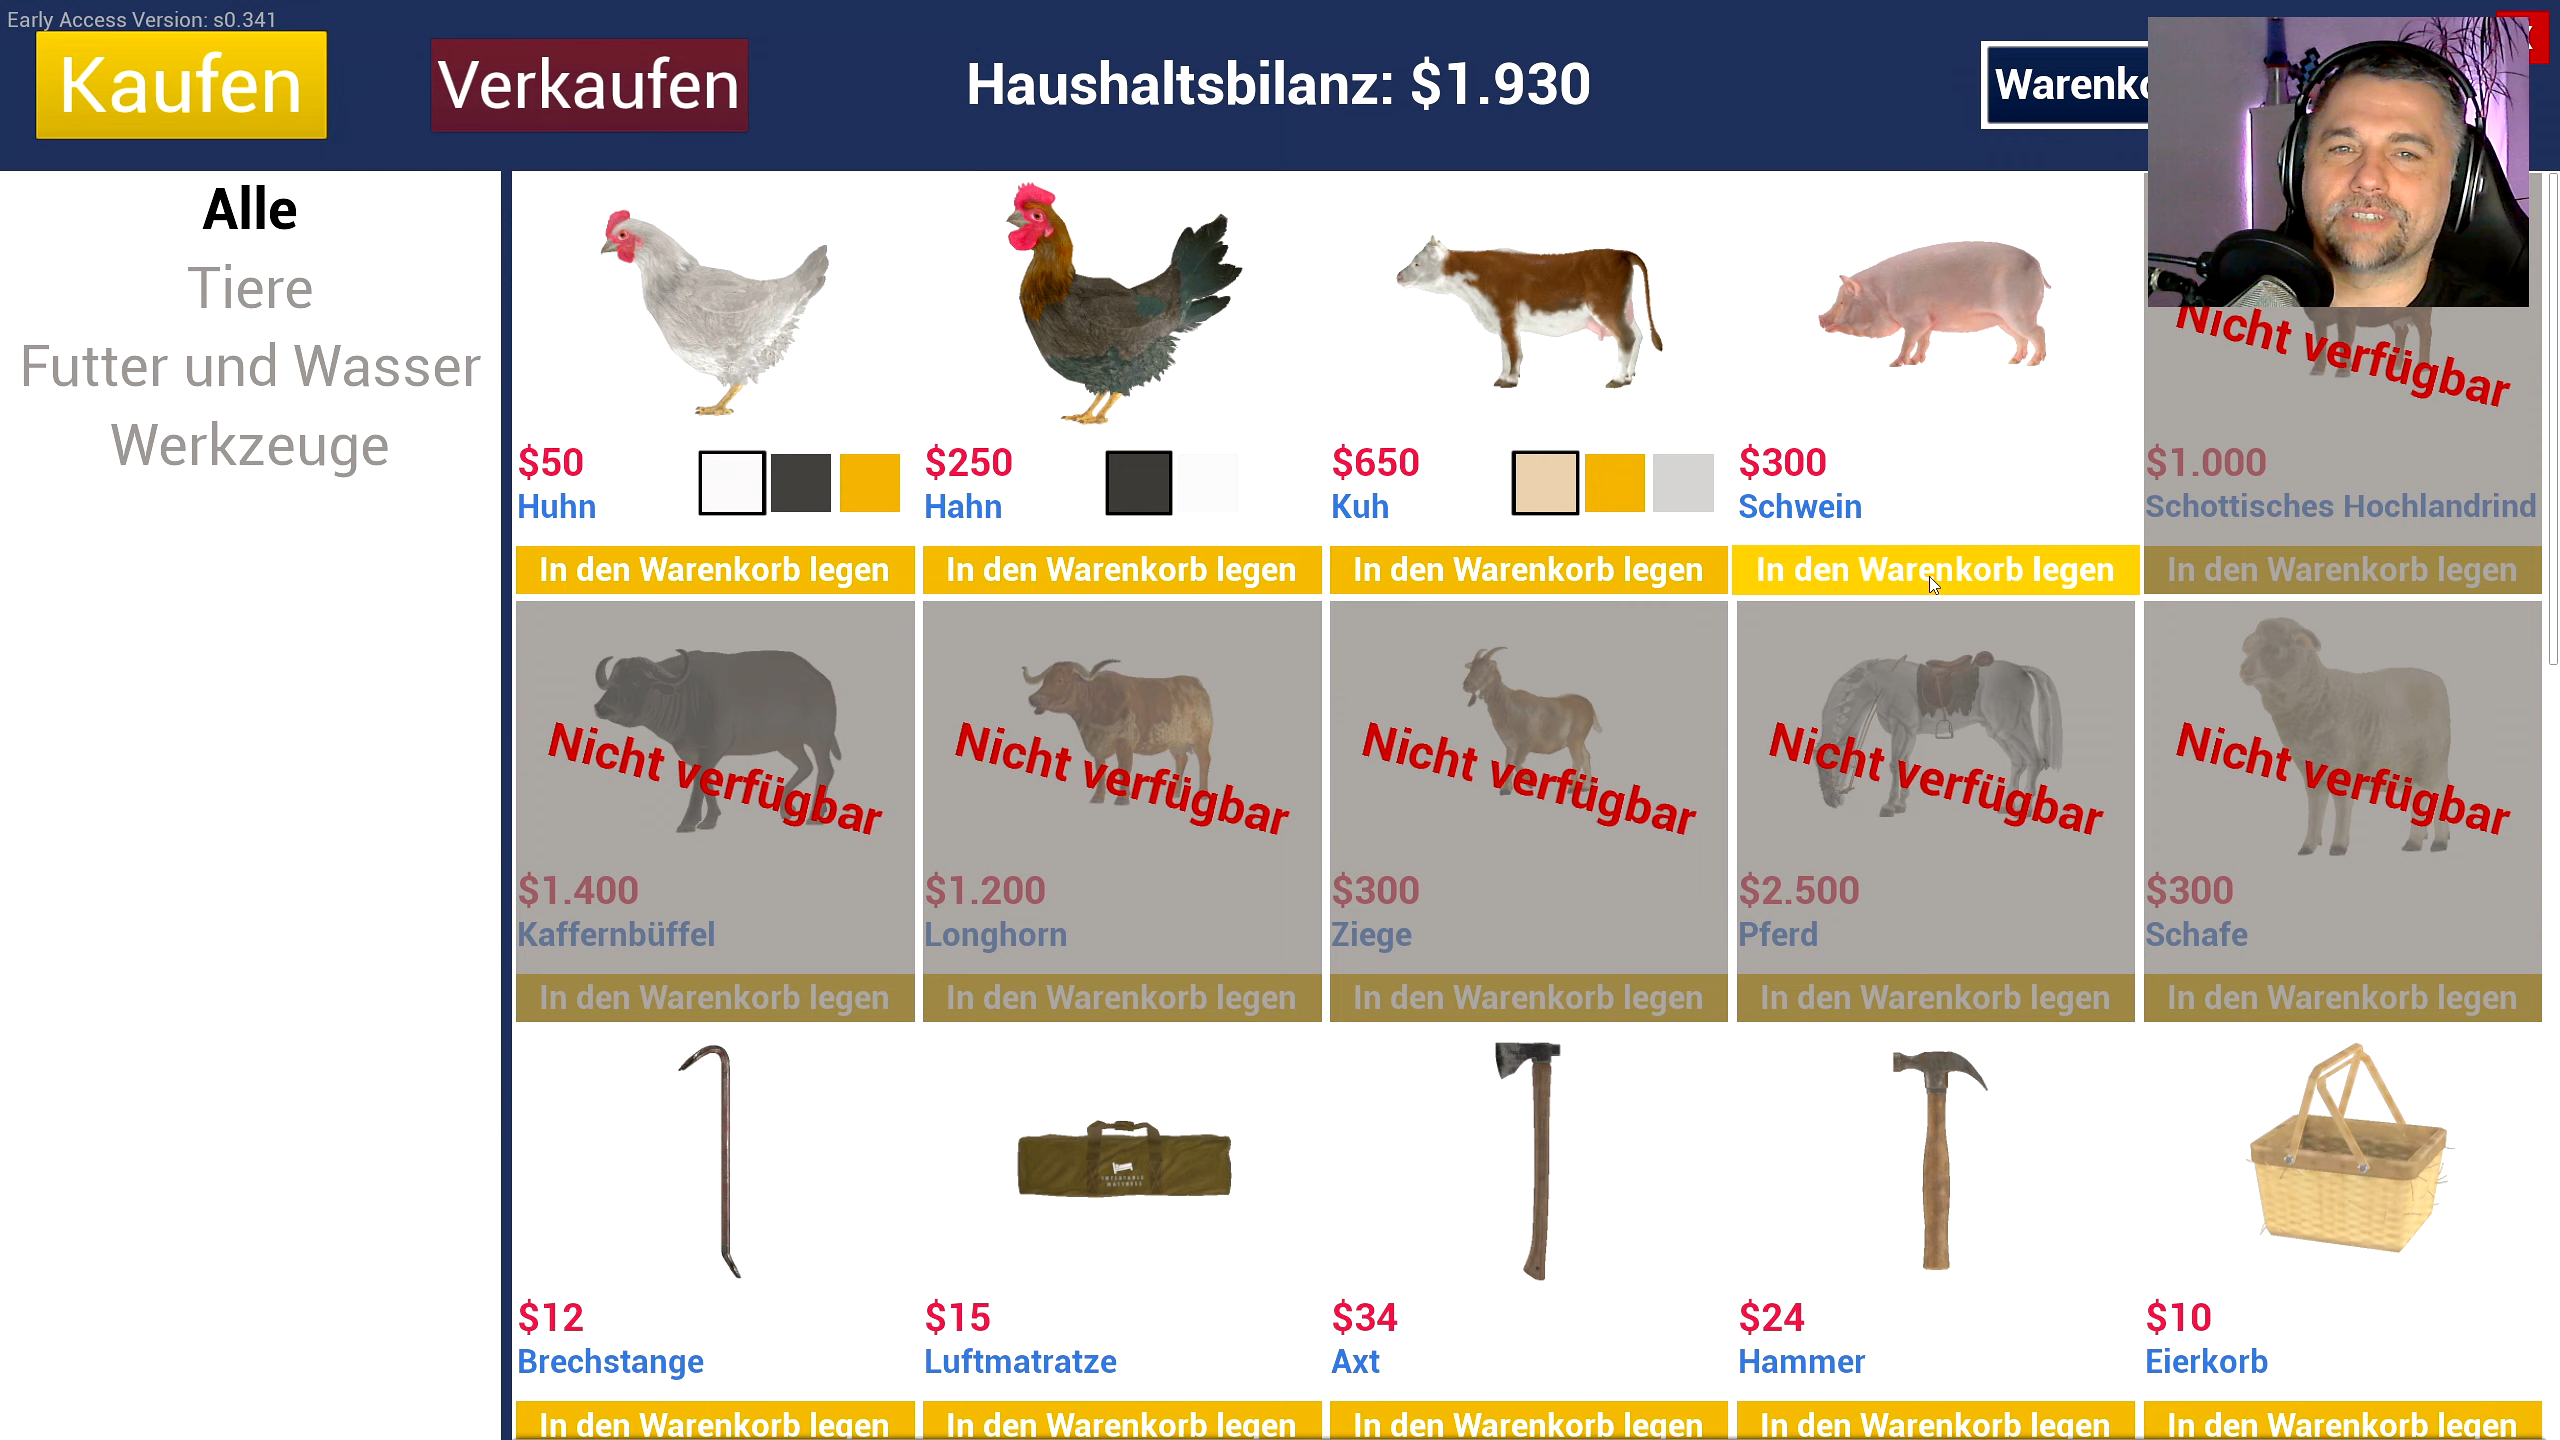 Early Access Version: s0.341
Kaufen
Verkaufen
Haushaltsbilanz: $1.930
Alle
Tiere
Futter und Wasser
Werkzeuge
$50
Huhn
In den Warenkorb legen
$250
Hahn
In den Warenkorb legen
$650
Kuh
In den Warenkorb legen
$300
Schwein
In den Warenkorb legen
Nicht verfügbar
$1.000
Schottisches Hochlandrind
In den Warenkorb legen
Nicht verfügbar
$1.400
Kaffernbüffel
In den Warenkorb legen
Nicht verfügbar
$1.200
Longhorn
In den Warenkorb legen
Nicht verfügbar
$300
Ziege
In den Warenkorb legen
Nicht verfügbar
$2.500
Pferd
In den Warenkorb legen
Nicht verfügbar
$300
Schafe
In den Warenkorb legen
$12
Brechstange
In den Warenkorb legen
$15
Luftmatratze
In den Warenkorb legen
$34
Axt
In den Warenkorb legen
$24
Hammer
In den Warenkorb legen
$10
Eierkorb
In den Warenkorb legen